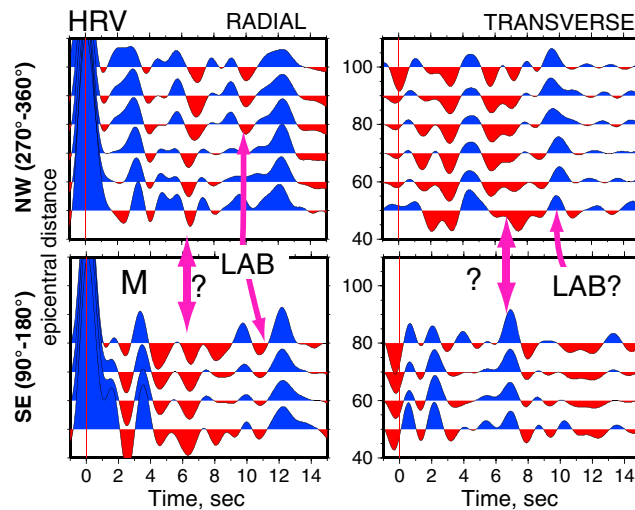 HRV RADIAL TRANSVERSE
NW (270°-360°)
SE (90°-180°)
epicentral distance
100
80
60
40
M ? LAB
? LAB?
80
60
40
0 2 4 6 8 10 12 14
0 2 4 6 8 10 12 14
Time, sec Time, sec